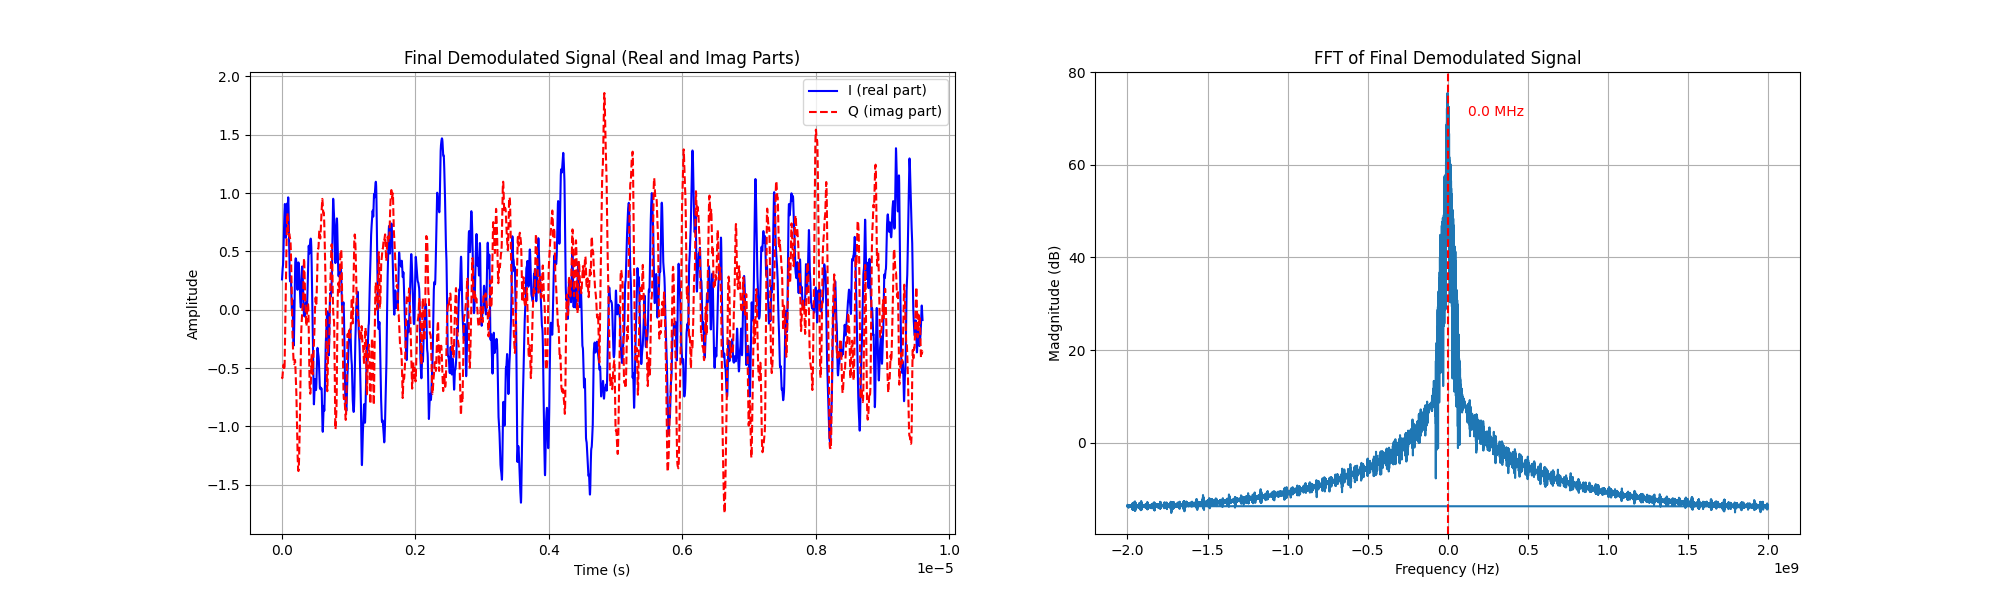 Final Demodulated Signal (Real and Imag Parts)
2.0
1.5
1.0
0.5
0.0
−0.5
−1.0
−1.5
Amplitude
I (real part)
Q (imag part)
0.0 0.2 0.4 0.6 0.8 1.0
1e−5
Time (s)
FFT of Final Demodulated Signal
80
60
40
20
0
Madgnitude (dB)
0.0 MHz
−2.0 −1.5 −1.0 −0.5 0.0 0.5 1.0 1.5 2.0
1e9
Frequency (Hz)